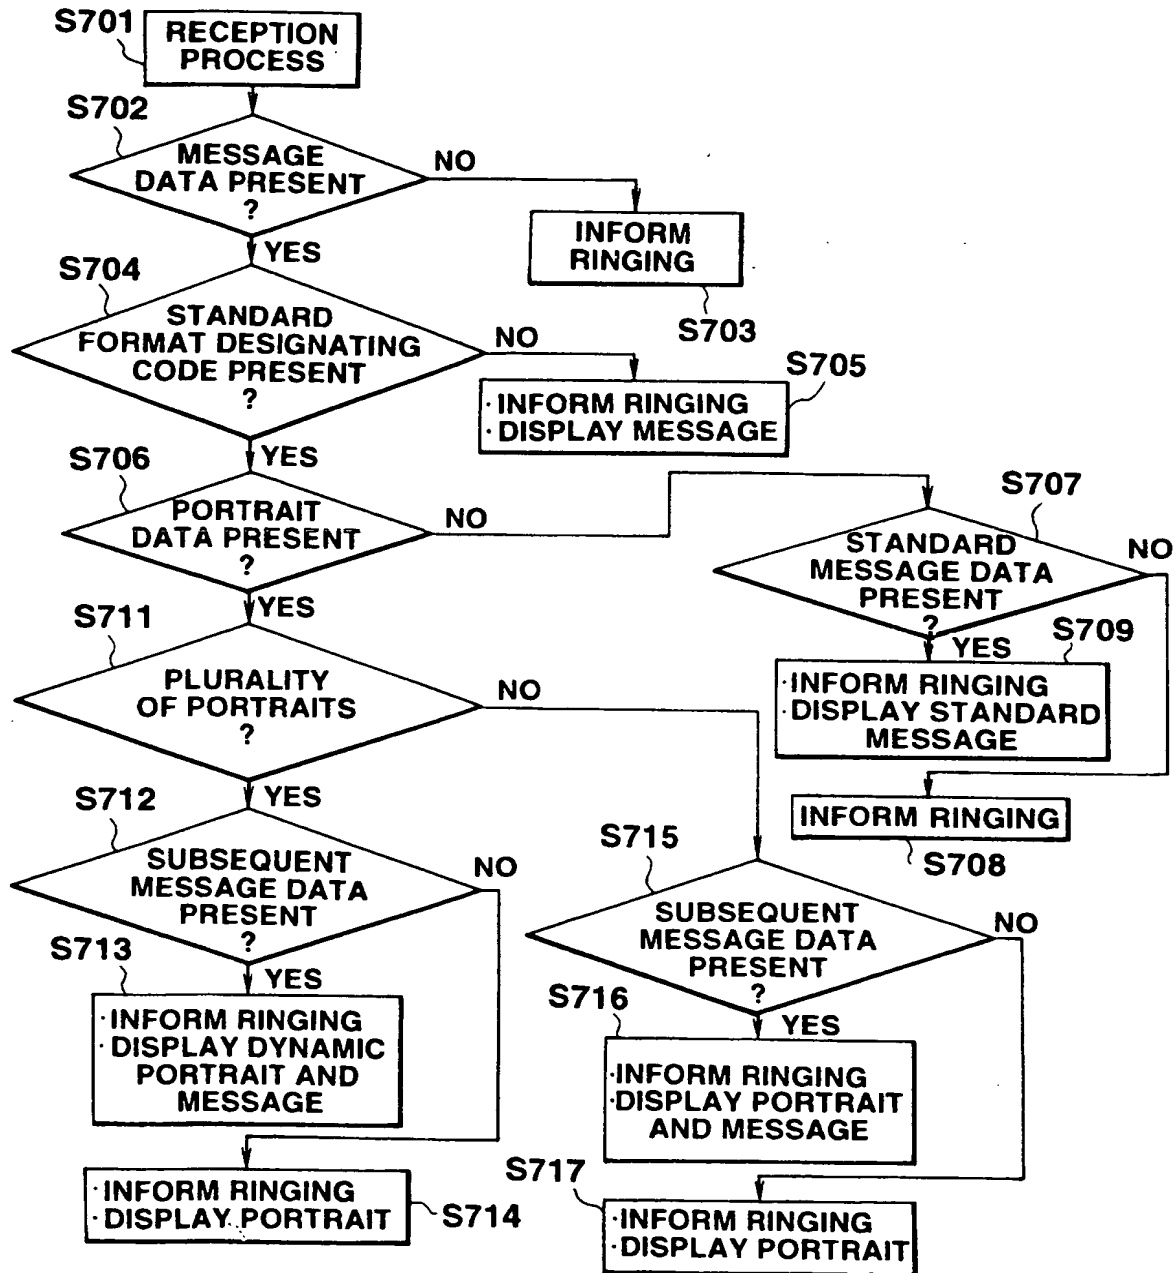 S701
RECEPTION
PROCESS
S702
MESSAGE
DATA PRESENT
?
NO
YES
INFORM
RINGING
S703
S704
STANDARD
FORMAT DESIGNATING
CODE PRESENT
?
NO
YES
S705
· INFORM RINGING
· DISPLAY MESSAGE
S706
PORTRAIT
DATA PRESENT
?
NO
YES
S707
STANDARD
MESSAGE DATA
PRESENT
?
NO
YES
S709
· INFORM RINGING
· DISPLAY STANDARD
MESSAGE
INFORM RINGING
S708
S711
PLURALITY
OF PORTRAITS
?
NO
YES
S712
SUBSEQUENT
MESSAGE DATA
PRESENT
?
NO
YES
S713
· INFORM RINGING
· DISPLAY DYNAMIC
PORTRAIT AND
MESSAGE
· INFORM RINGING
· DISPLAY PORTRAIT
S714
S715
SUBSEQUENT
MESSAGE DATA
PRESENT
?
NO
YES
S716
· INFORM RINGING
· DISPLAY PORTRAIT
AND MESSAGE
S717
· INFORM RINGING
· DISPLAY PORTRAIT